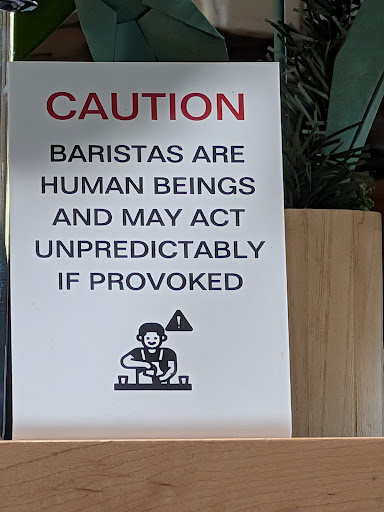 CAUTION
BARISTAS ARE
HUMAN BEINGS
AND MAY ACT
UNPREDICTABLY
IF PROVOKED